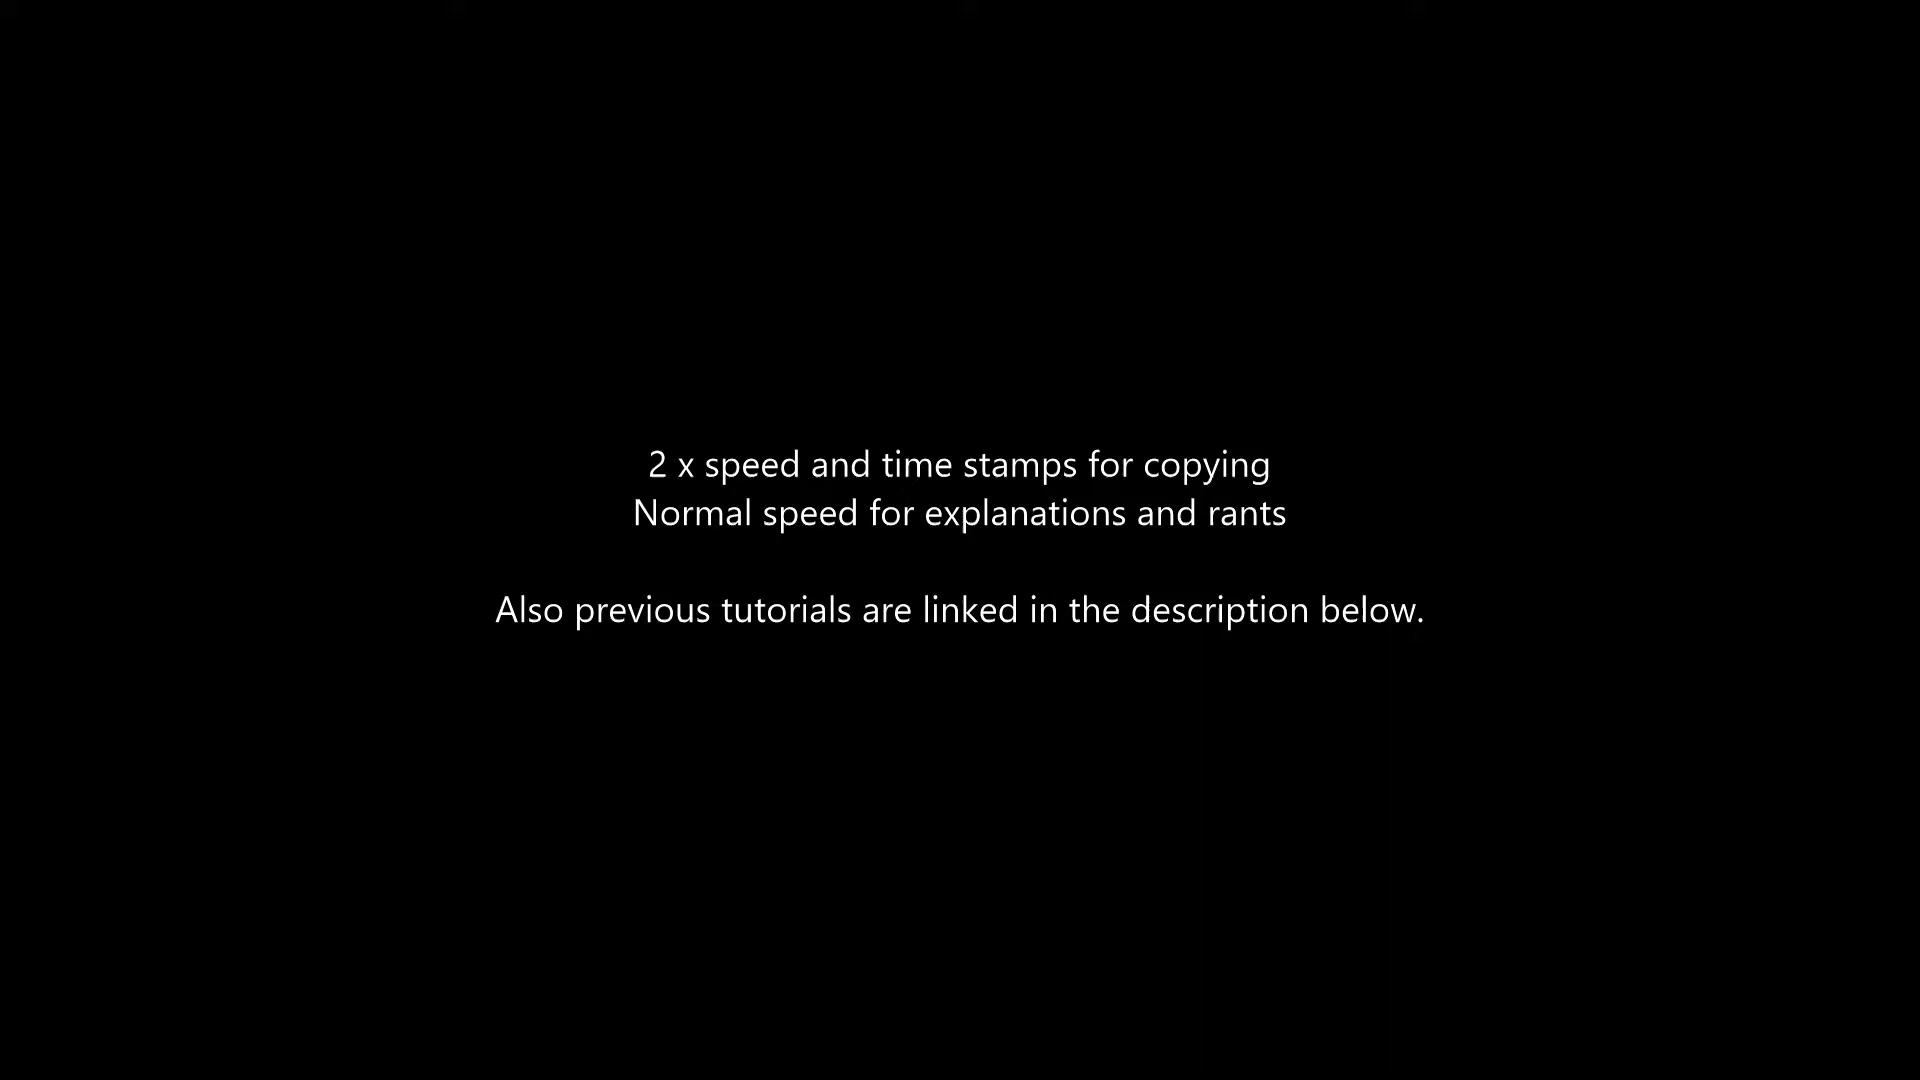 2 x speed and time stamps for copying
Normal speed for explanations and rants
Also previous tutorials are linked in the description below.